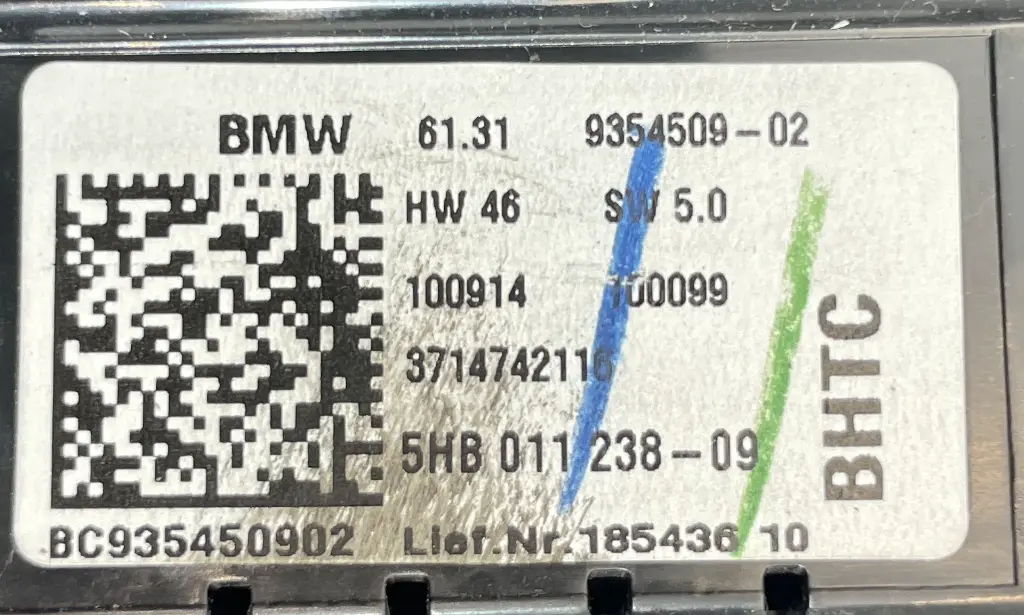 BMW 61.31 9354509-02
HW 46 SW 5.0
100914 100099
3714742116
5HB 011 238-09
BC935450902 Lief.Nr.185436 10
BHTC